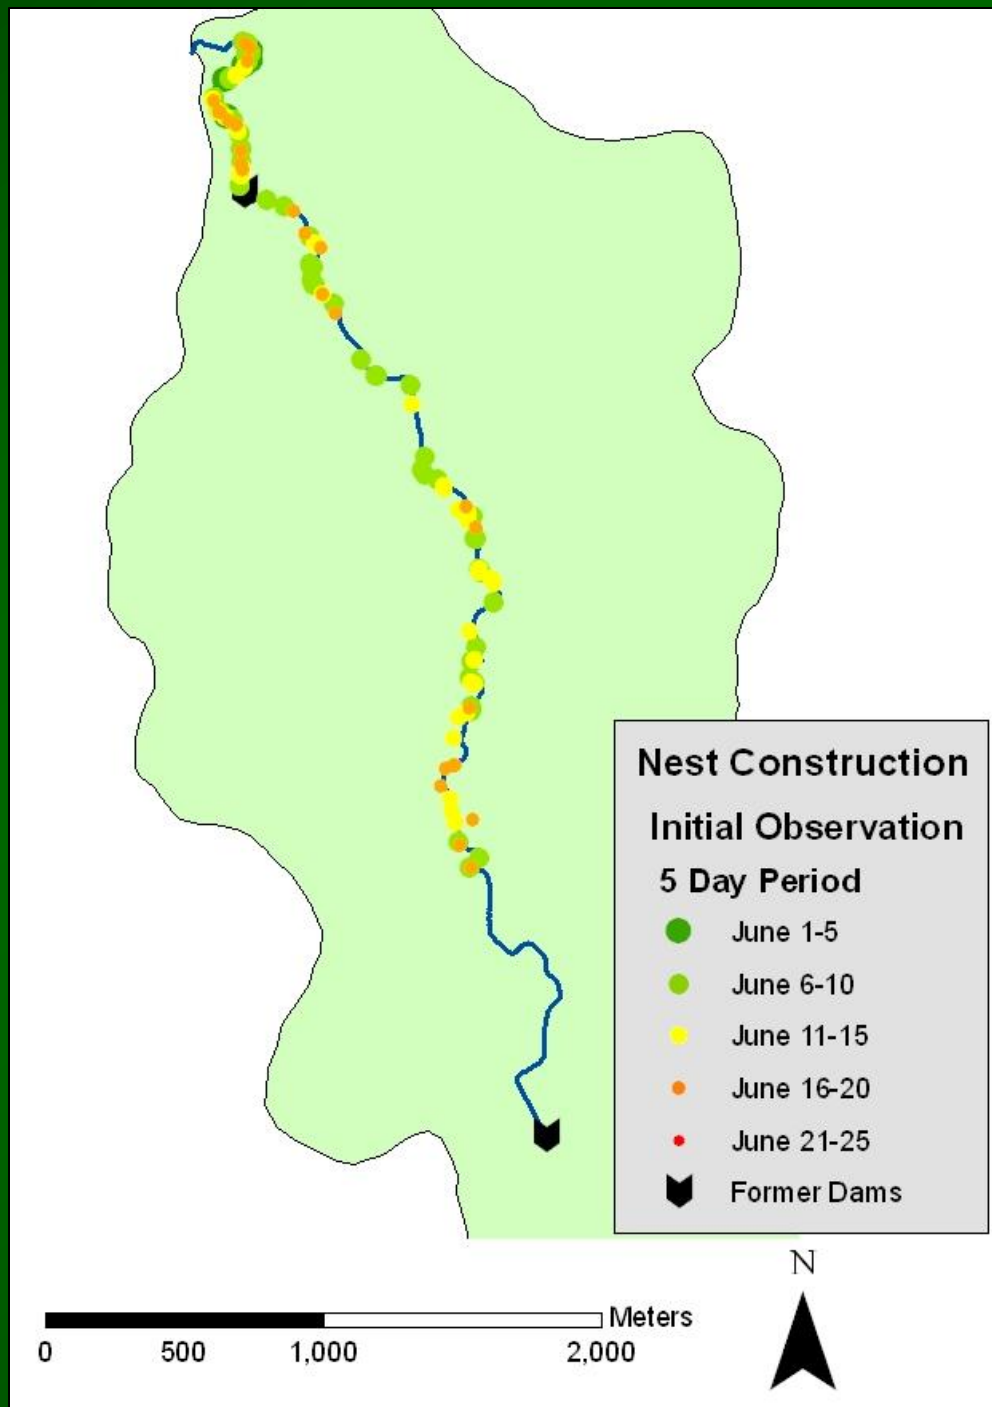 Nest Construction
Initial Observation
5 Day Period
June 1-5
June 6-10
June 11-15
June 16-20
June 21-25
Former Dams
N
Meters
0 500 1,000 2,000